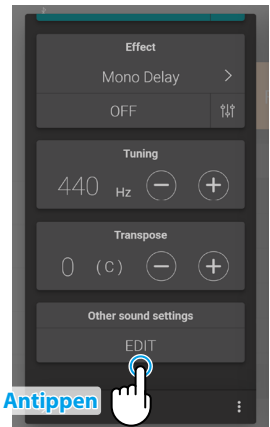 Effect
Mono Delay
OFF
Tuning
440 Hz
Transpose
0 (C)
Other sound settings
EDIT
Antippen